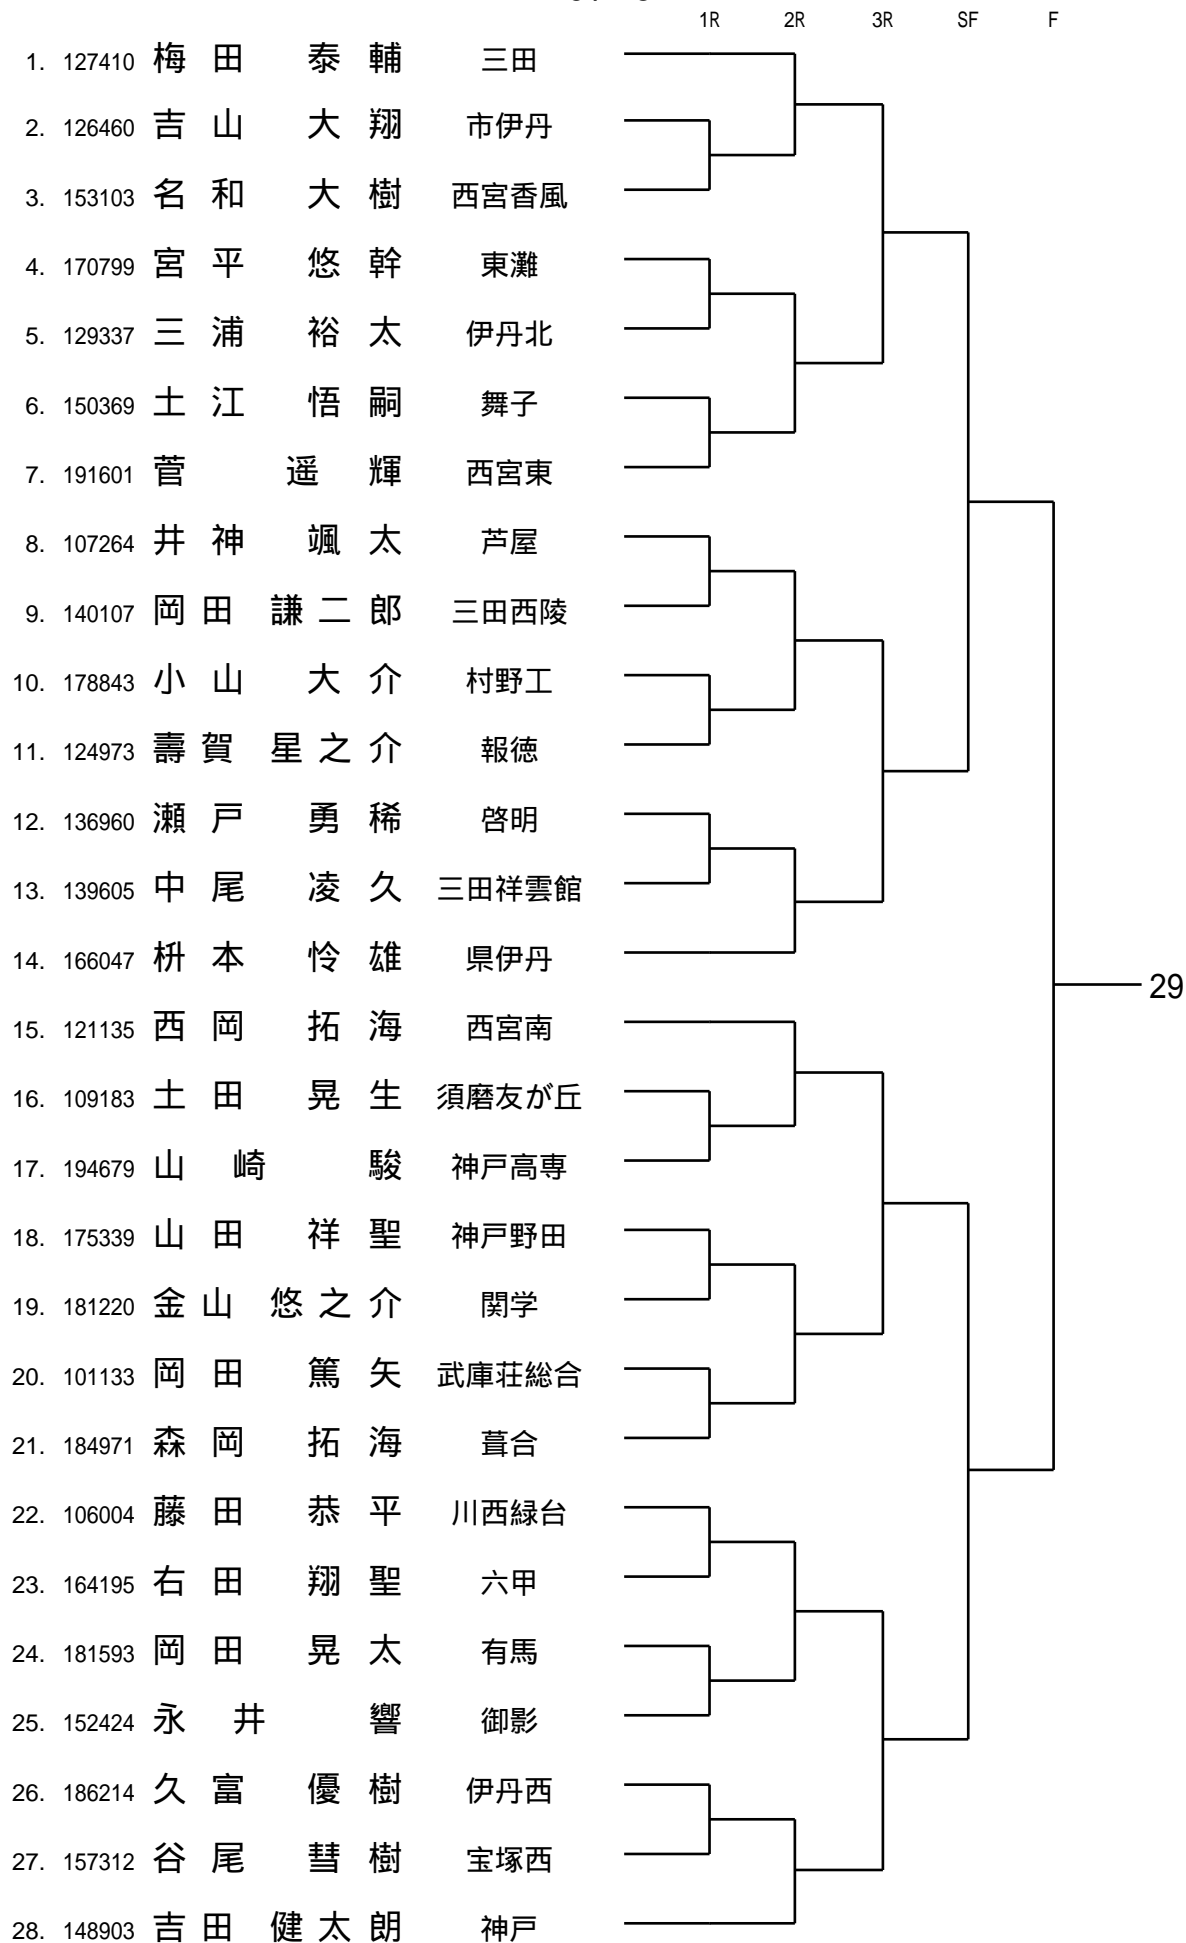 1R 2R 3R SF F
1. 127410 梅田 泰輔 三田
2. 126460 吉山 大翔 市伊丹
3. 153103 名和 大樹 西宮香風
4. 170799 宮平 悠幹 東灘
5. 129337 三浦 裕太 伊丹北
6. 150369 土江 悟嗣 舞子
7. 191601 菅 遥輝 西宮東
8. 107264 井神 颯太 芦屋
9. 140107 岡田 謙二郎 三田西陵
10. 178843 小山 大介 村野工
11. 124973 壽賀 星之介 報徳
12. 136960 瀬戸 勇稀 啓明
13. 139605 中尾 凌久 三田祥雲館
14. 166047 枡本 怜雄 県伊丹
29
15. 121135 西岡 拓海 西宮南
16. 109183 土田 晃生 須磨友が丘
17. 194679 山崎 駿 神戸高専
18. 175339 山田 祥聖 神戸野田
19. 181220 金山 悠之介 関学
20. 101133 岡田 篤矢 武庫荘総合
21. 184971 森岡 拓海 葺合
22. 106004 藤田 恭平 川西緑台
23. 164195 右田 翔聖 六甲
24. 181593 岡田 晃太 有馬
25. 152424 永井 響 御影
26. 186214 久富 優樹 伊丹西
27. 157312 谷尾 彗樹 宝塚西
28. 148903 吉田 健太朗 神戸